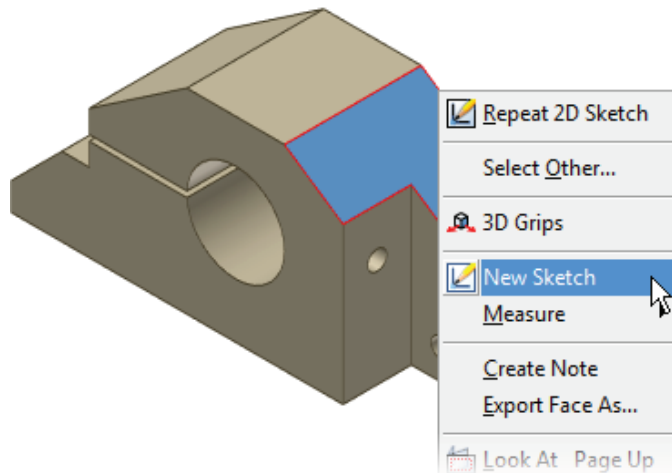 Repeat 2D Sketch
Select Other...
3D Grips
New Sketch
Measure
Create Note
Export Face As...
Look At Page Up